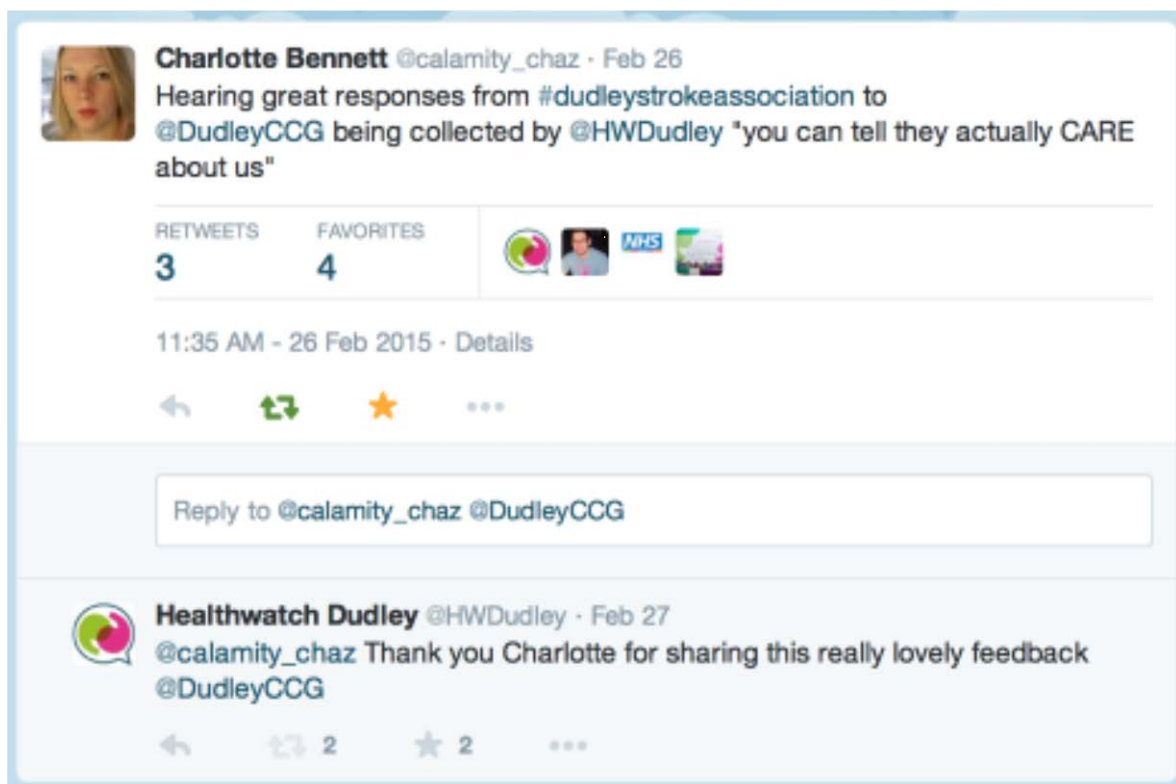 Charlotte Bennett @calamity_chaz · Feb 26
Hearing great responses from #dudleystrokeassociation to
@DudleyCCG being collected by @HWDudley "you can tell they actually CARE
about us"
RETWEETS FAVORITES
3 4
NHS
11:35 AM - 26 Feb 2015 · Details
Reply to @calamity_chaz @DudleyCCG
Healthwatch Dudley @HWDudley · Feb 27
@calamity_chaz Thank you Charlotte for sharing this really lovely feedback
@DudleyCCG
2 2